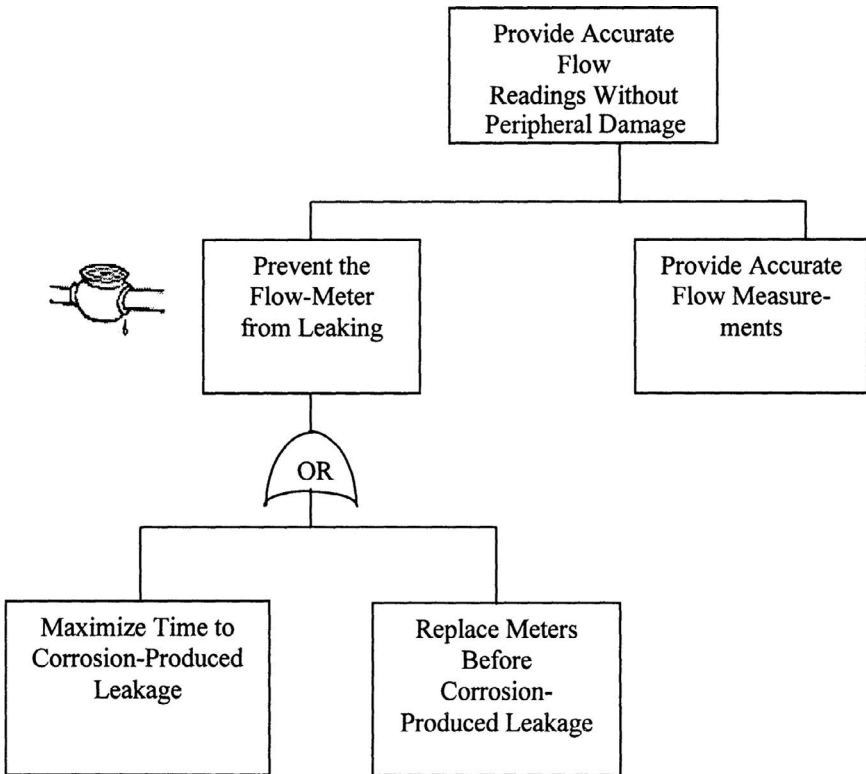 Provide Accurate
Flow
Readings Without
Peripheral Damage
Prevent the
Flow-Meter
from Leaking
Provide Accurate
Flow Measure-
ments
OR
Maximize Time to
Corrosion-Produced
Leakage
Replace Meters
Before
Corrosion-
Produced Leakage